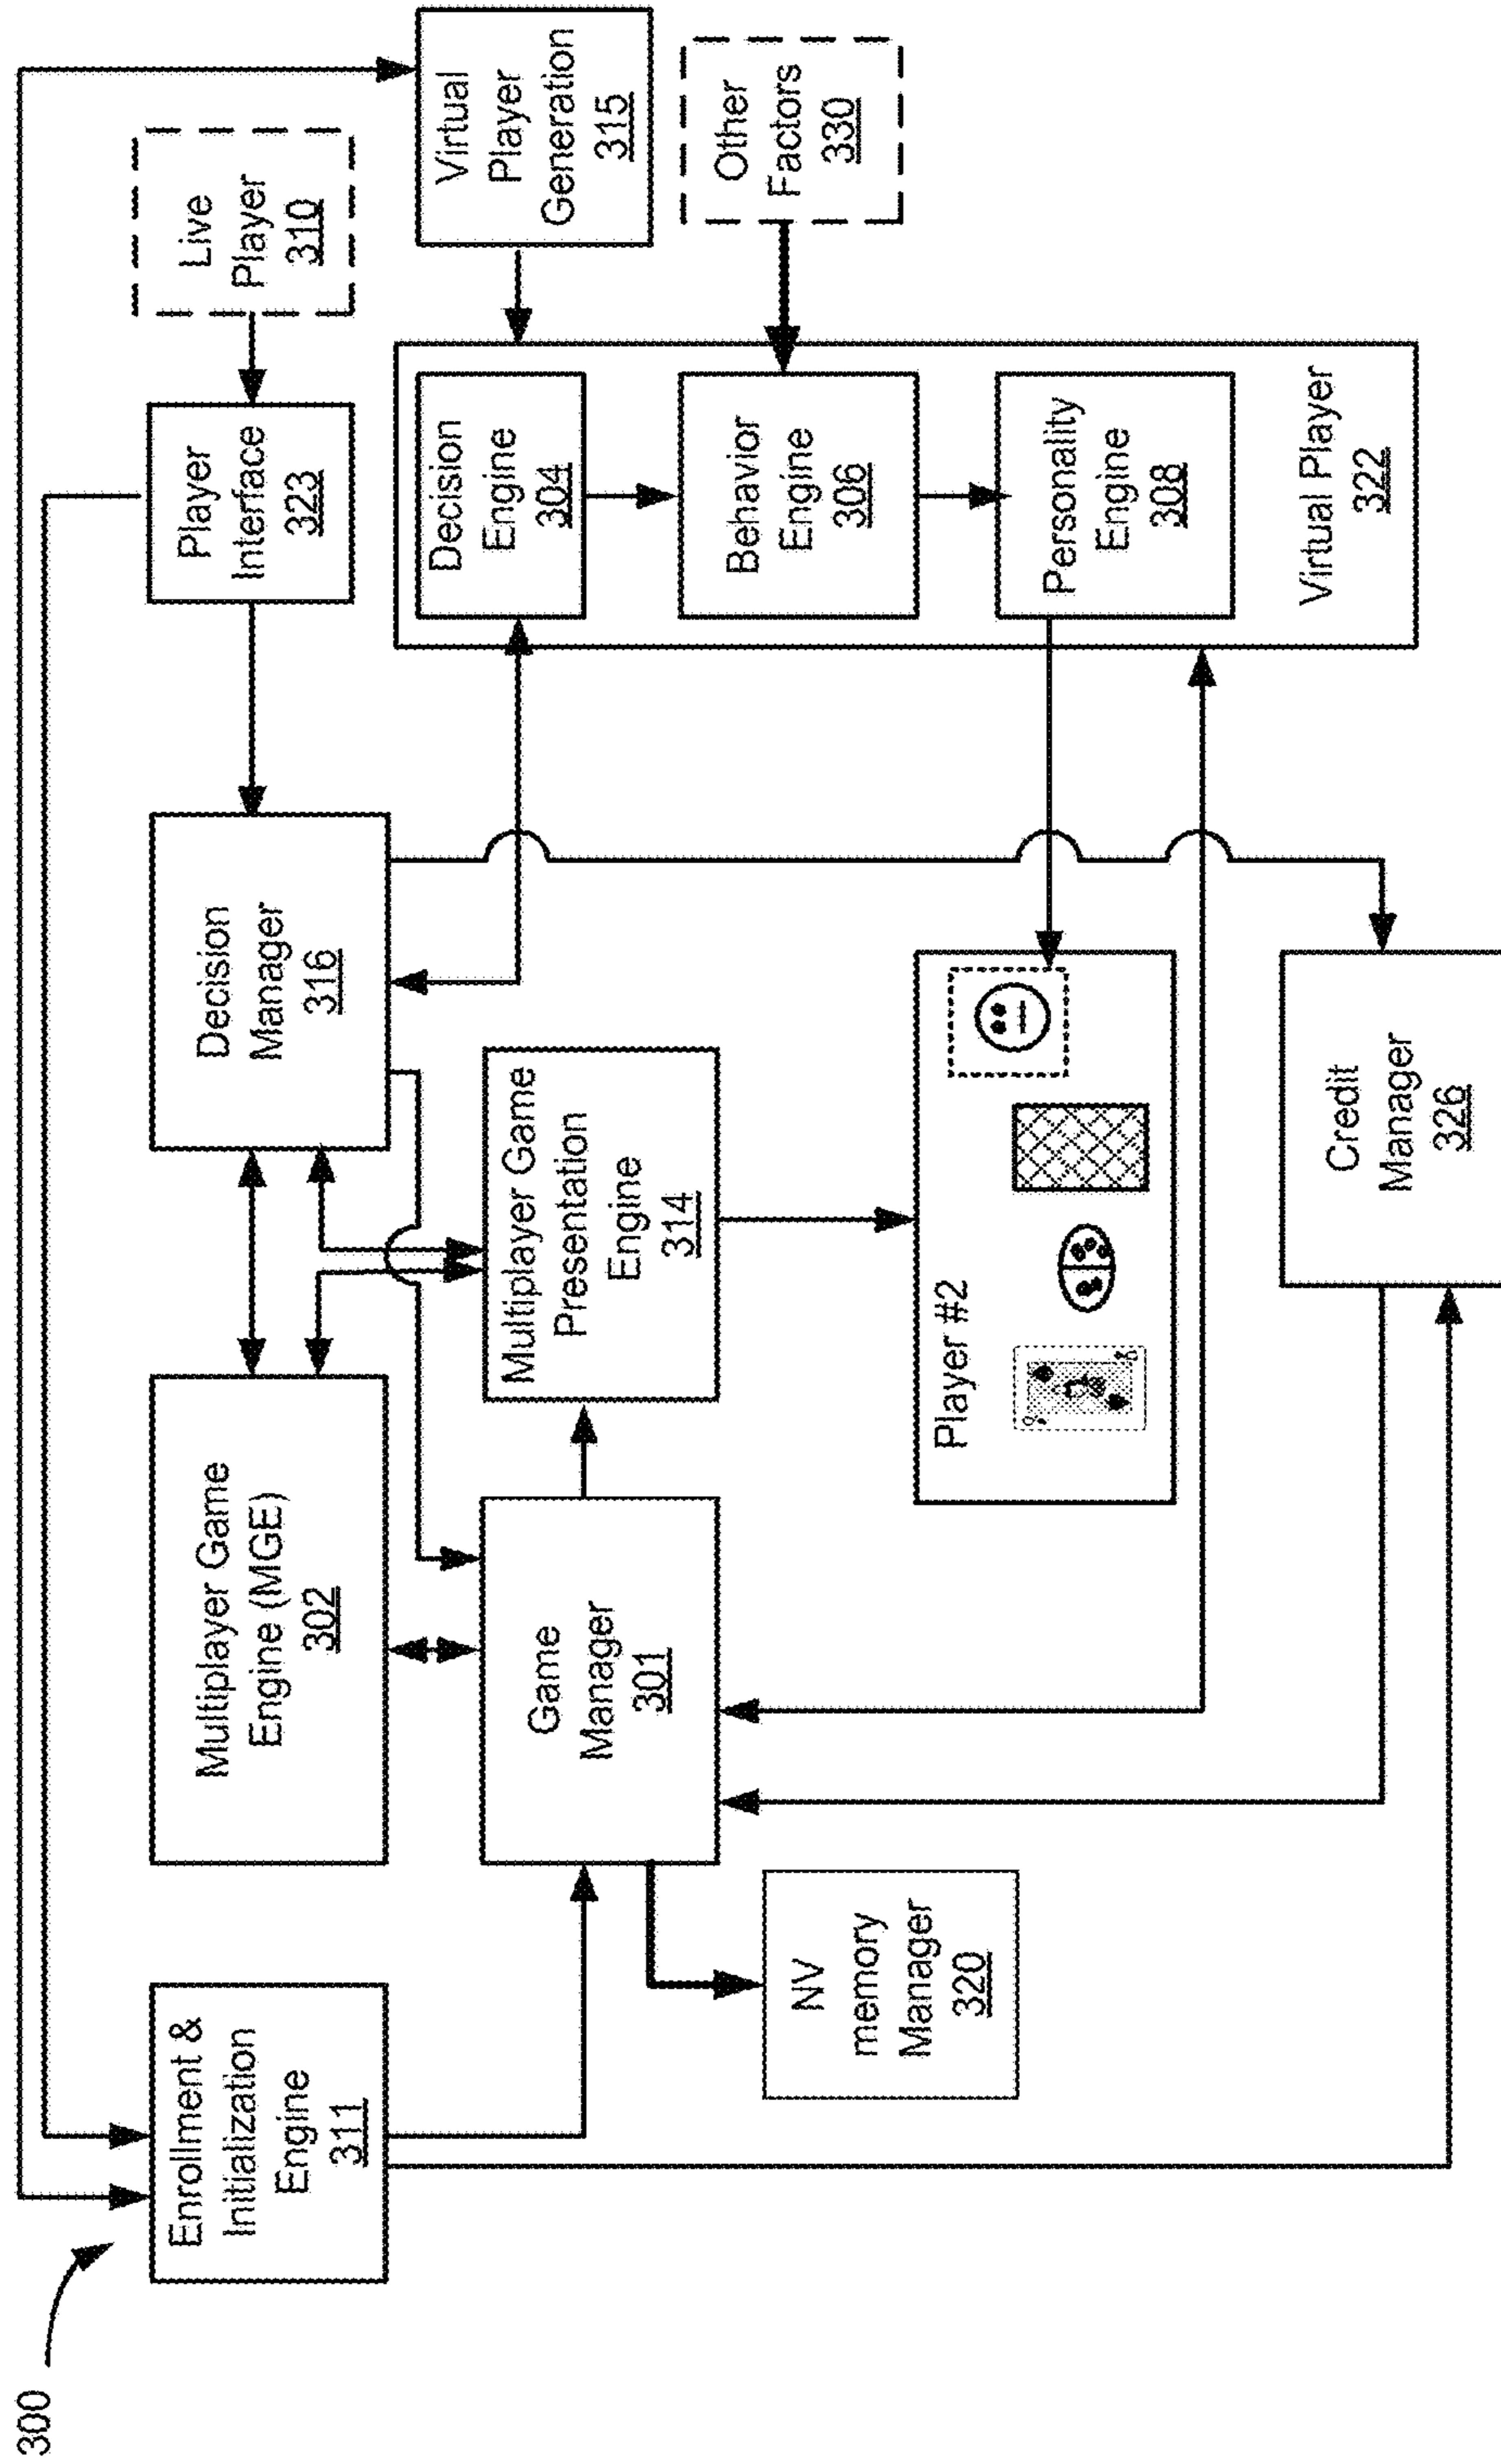 300
Enrollment &
Initialization
Engine
311
Multiplayer Game
Engine (MGE)
302
Decision
Manager
316
Player
Interface
323
Live
Player
310
Game
Manager
301
Multiplayer Game
Presentation
Engine
314
Virtual
Player
Generation
315
NV
memory
Manager
320
Player #2
Decision
Engine
304
Behavior
Engine
306
Personality
Engine
308
Virtual Player
322
Other
Factors
330
Credit
Manager
326